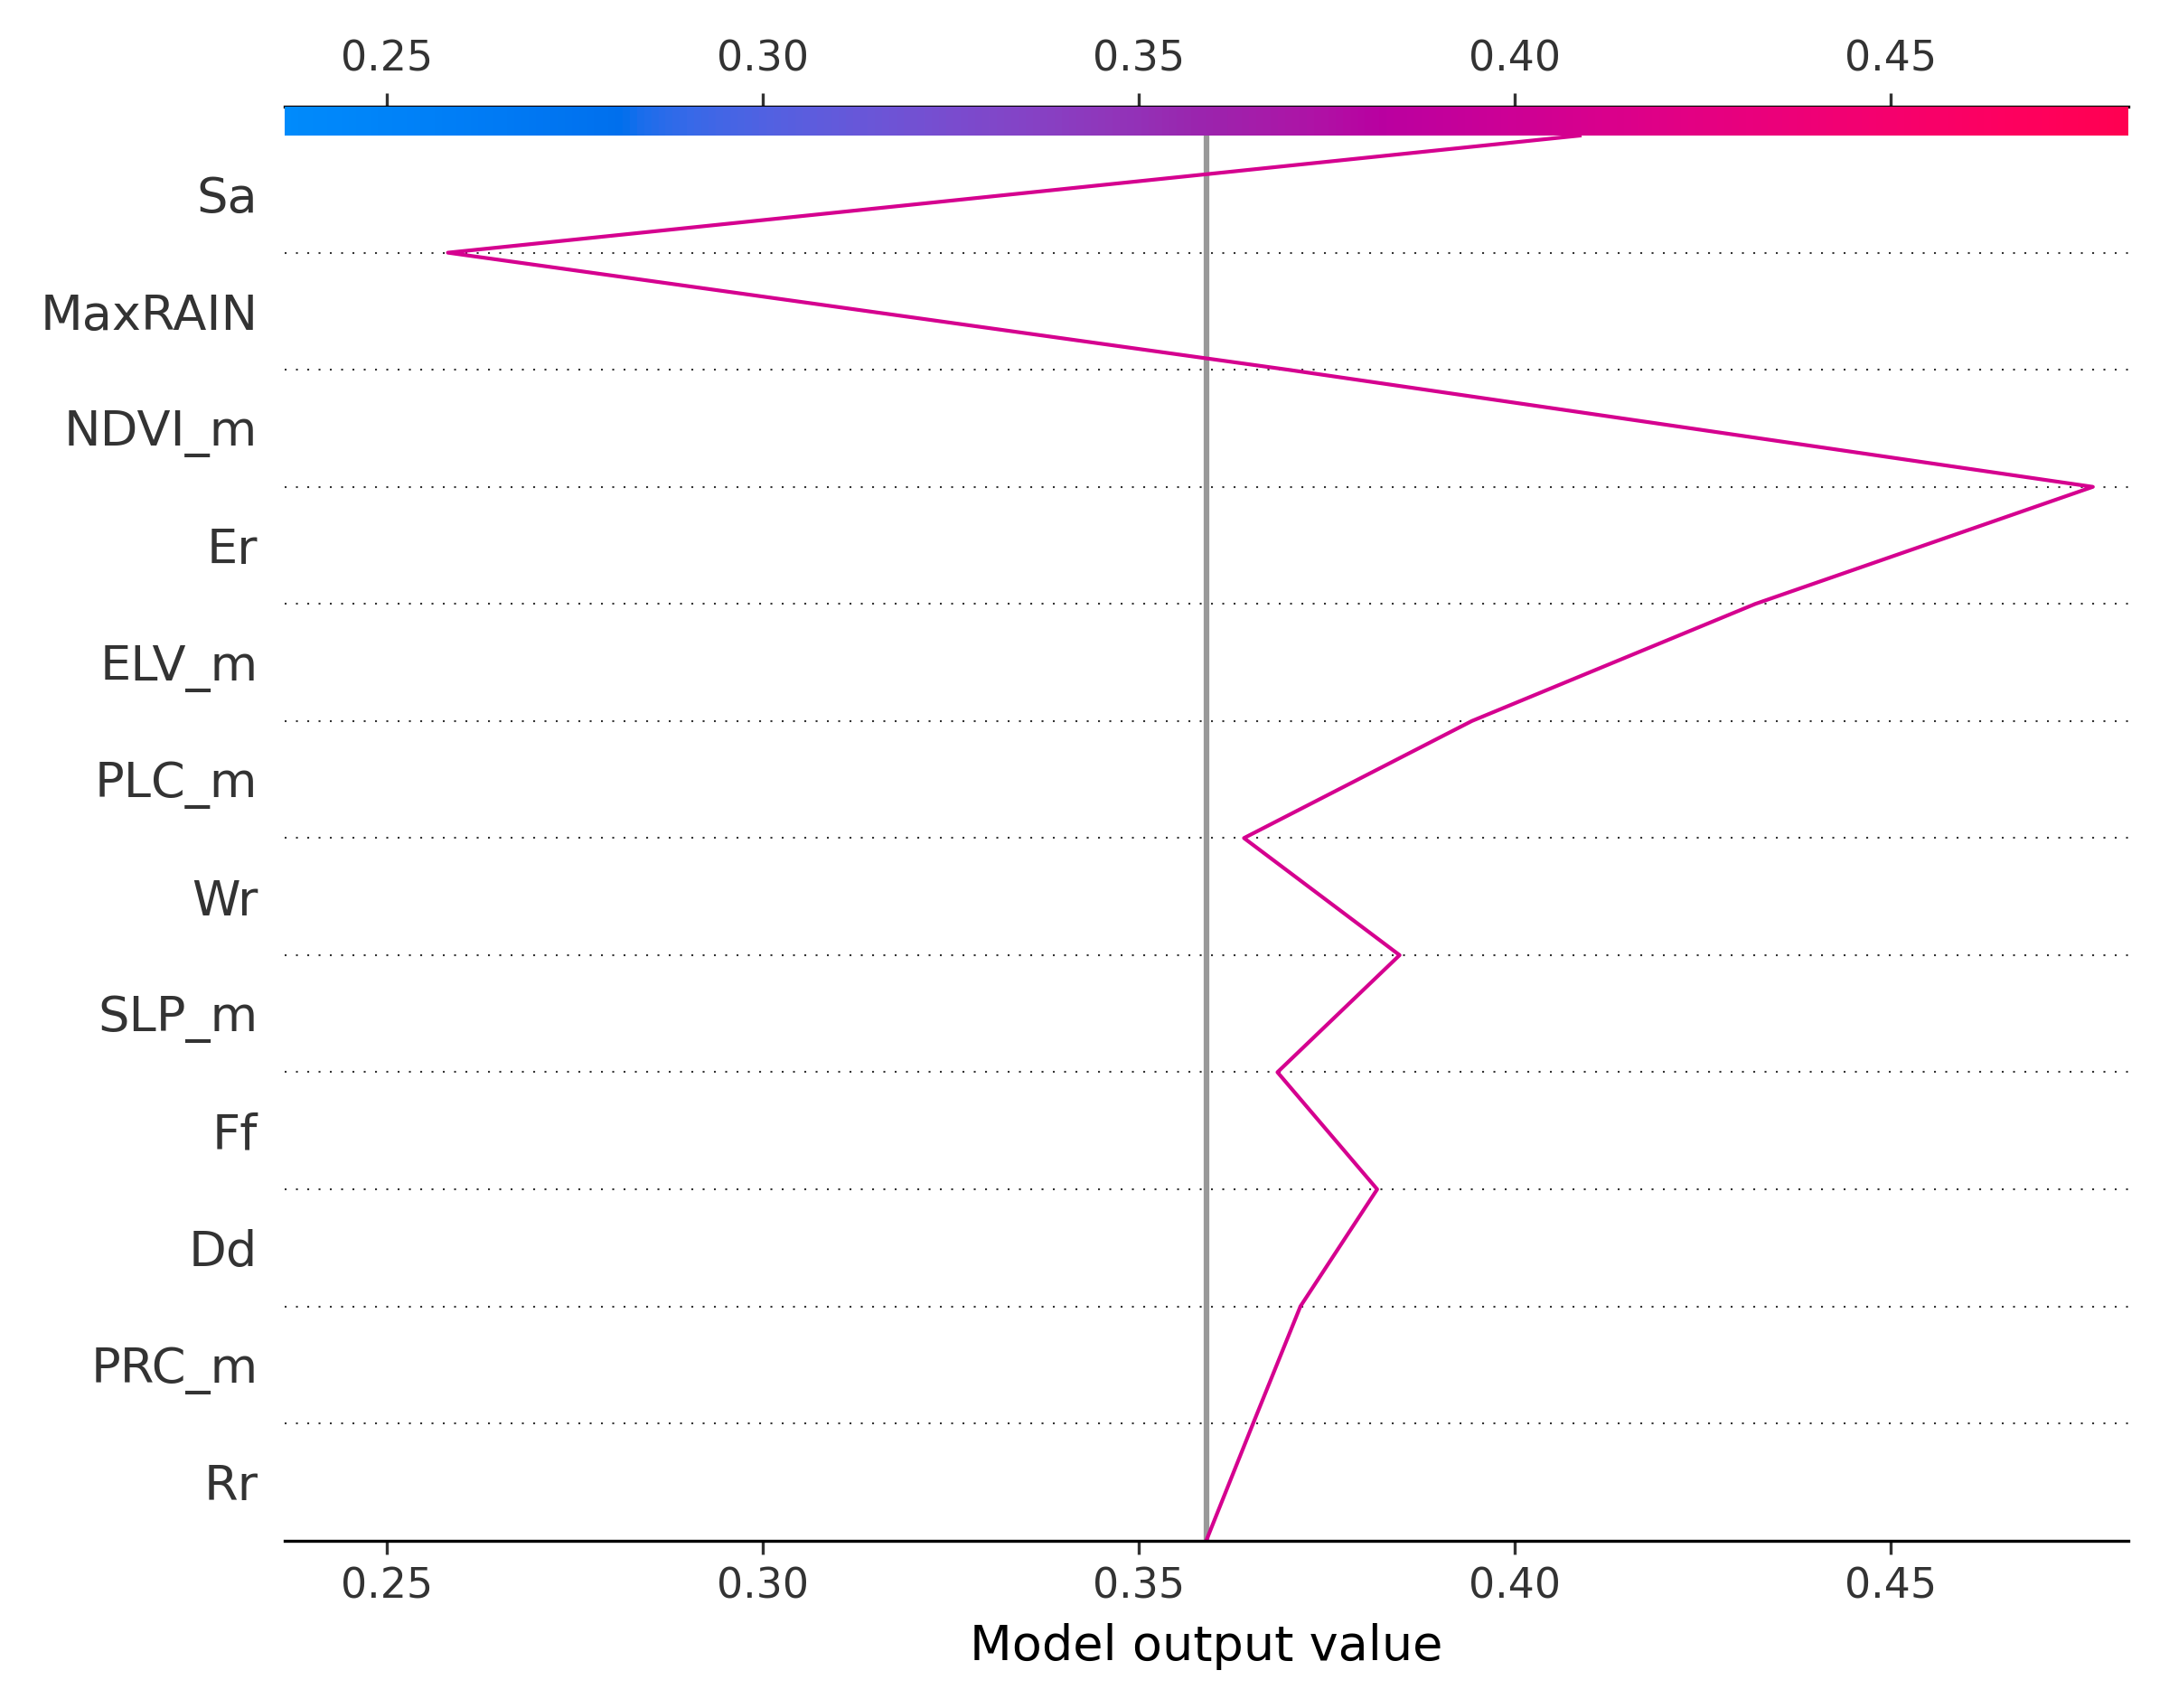 0.25 0.30 0.35 0.40 0.45
Sa
MaxRAIN
NDVI_m
Er
ELV_m
PLC_m
Wr
SLP_m
Ff
Dd
PRC_m
Rr
0.25 0.30 0.35 0.40 0.45
Model output value